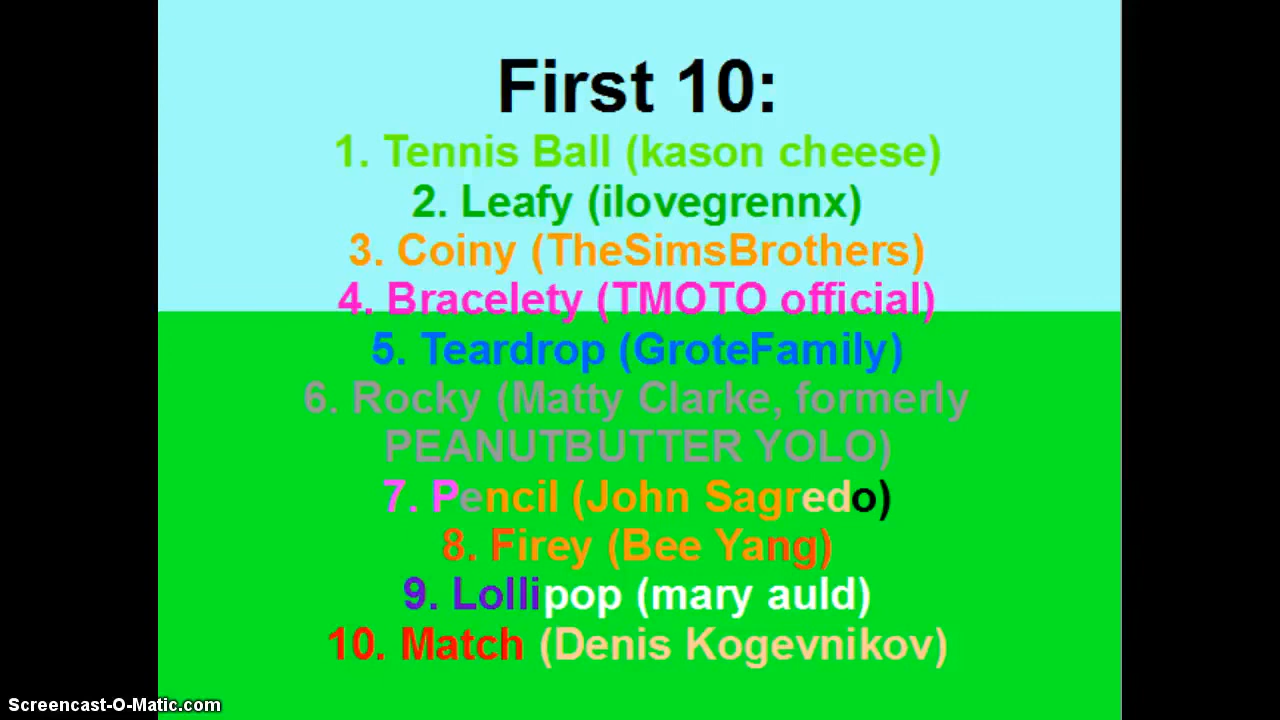 First 10:
1. Tennis Ball (kason cheese)
2. Leafy (ilovegrennx)
3. Coiny (TheSimsBrothers)
4. Bracelety (TMOTO official)
5. Teardrop (GroteFamily)
6. Rocky (Matty Clarke, formerly
PEANUTBUTTER YOLO)
7. Pencil (John Sagredo)
8. Firey (Bee Yang)
9. Lollipop (mary auld)
10. Match (Denis Kogevnikov)
Screencast-O-Matic.com